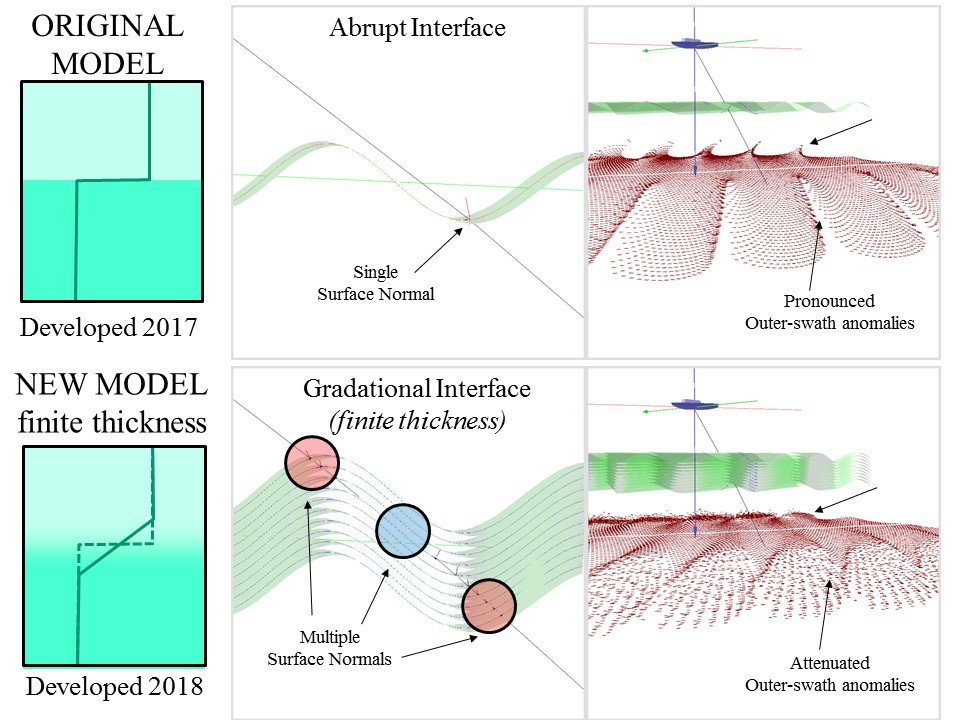 ORIGINAL
MODEL
Developed 2017
Abrupt Interface
Single
Surface Normal
Pronounced
Outer-swath anomalies
NEW MODEL
finite thickness
Developed 2018
Gradational Interface
(finite thickness)
Multiple
Surface Normals
Attenuated
Outer-swath anomalies